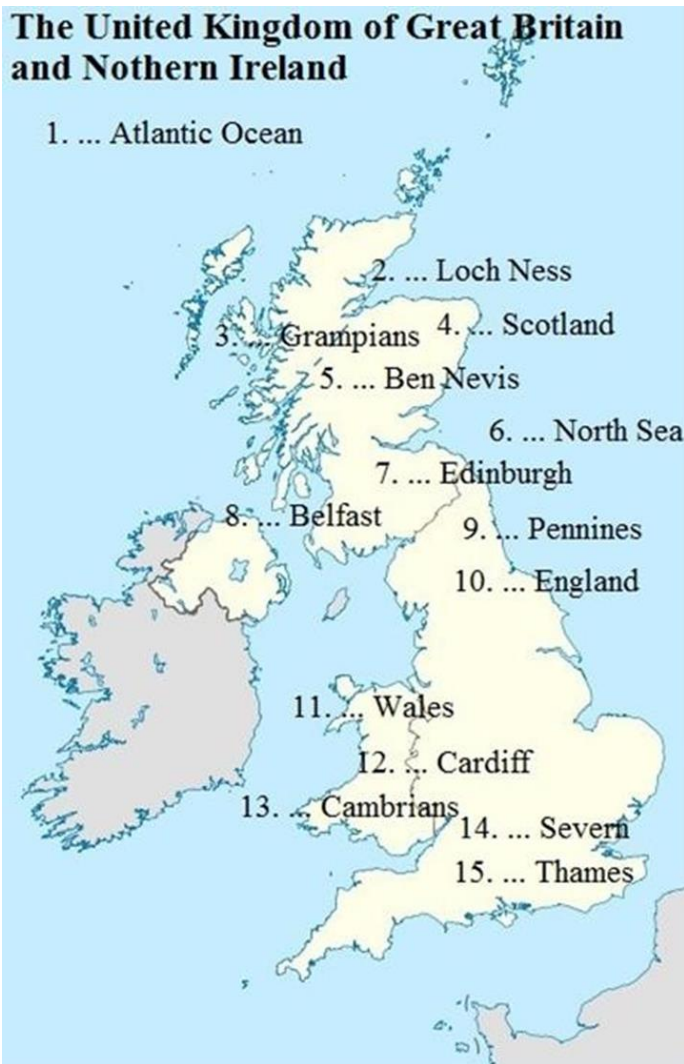 The United Kingdom of Great Britain
and Nothern Ireland
1. ... Atlantic Ocean
2. ... Loch Ness
3. ... Grampians
4. ... Scotland
5. ... Ben Nevis
6. ... North Sea
7. ... Edinburgh
8. ... Belfast
9. ... Pennines
10. ... England
11. ... Wales
12. ... Cardiff
13. ... Cambrians
14. ... Severn
15. ... Thames